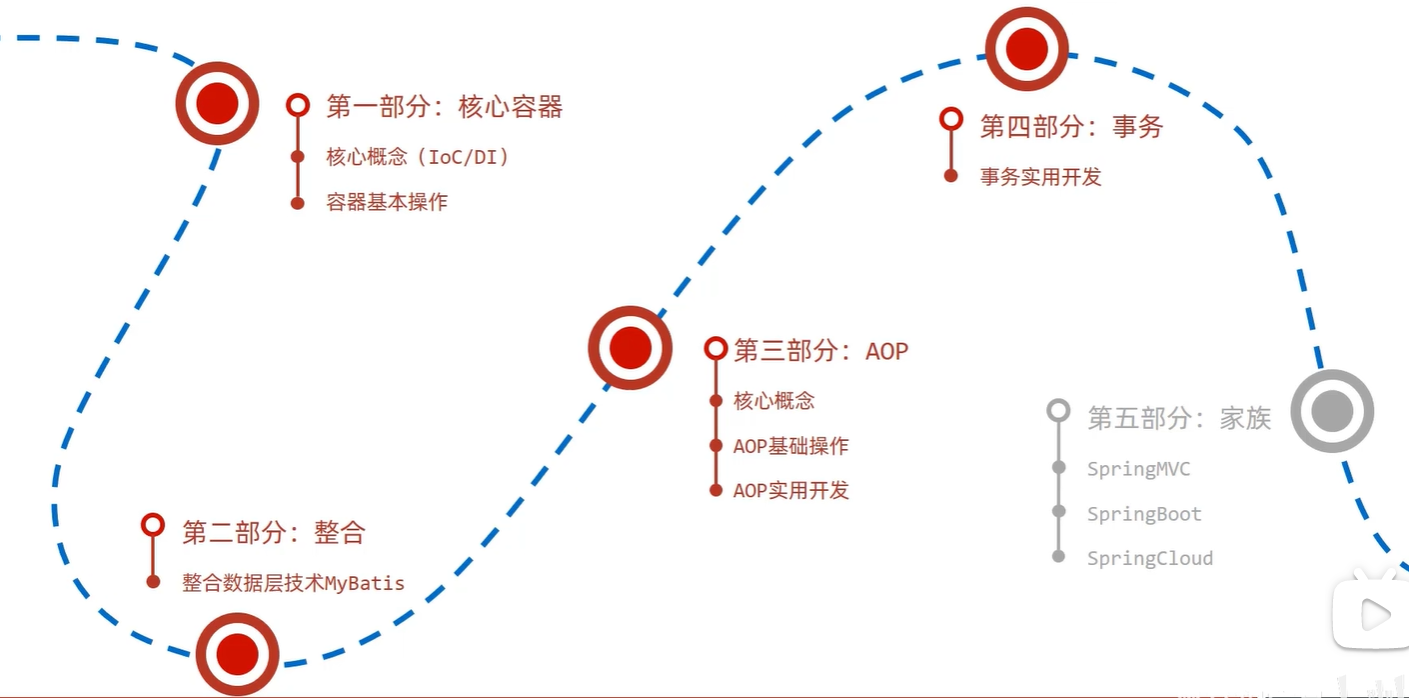 第一部分：核心容器
核心概念（IoC/DI）
容器基本操作
第二部分：整合
整合数据层技术MyBatis
第三部分：AOP
核心概念
AOP基础操作
AOP实用开发
第四部分：事务
事务实用开发
第五部分：家族
SpringMVC
SpringBoot
SpringCloud